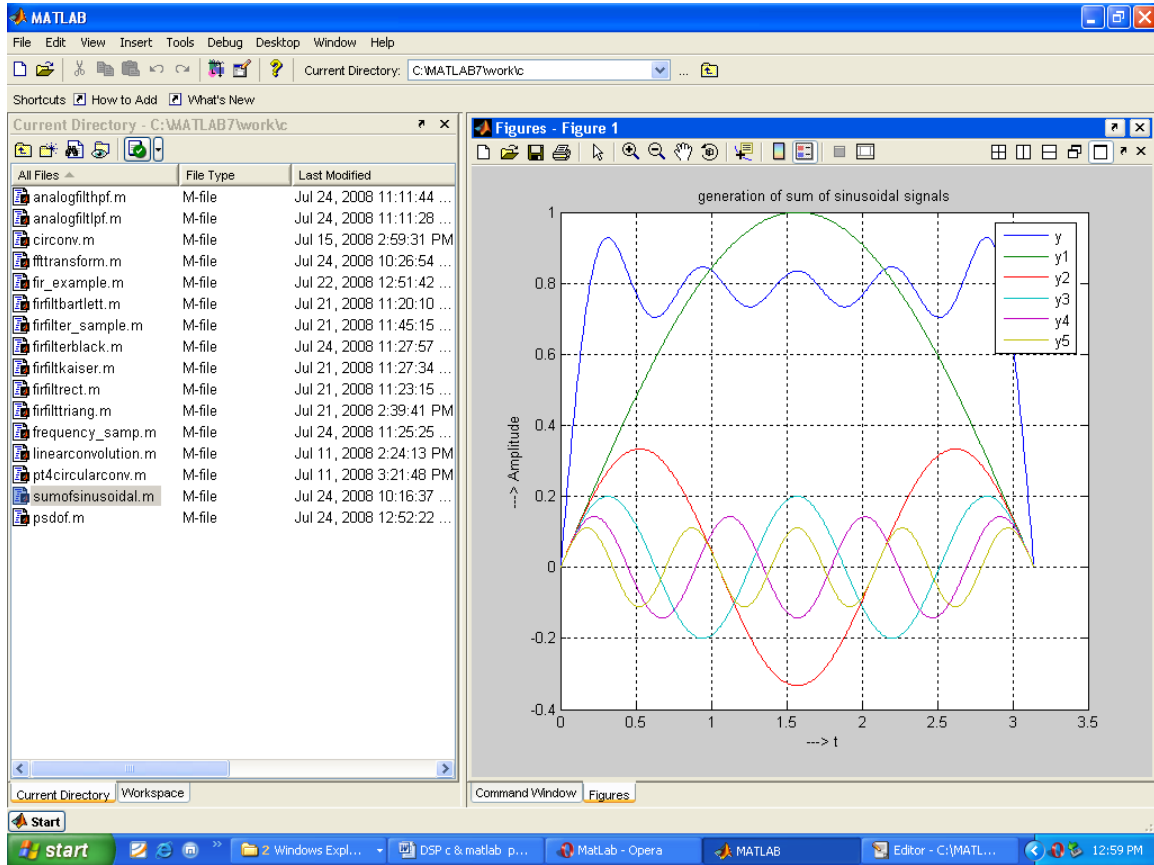 MATLAB
File Edit View Insert Tools Debug Desktop Window Help
Current Directory: C:\MATLAB7\work\c
...
Shortcuts How to Add What's New
Current Directory - C:\MATLAB7\work\c
All Files File Type Last Modified
analogfilthpf.m M-file Jul 24, 2008 11:11:44 ...
analogfiltlpf.m M-file Jul 24, 2008 11:11:28 ...
circonv.m M-file Jul 15, 2008 2:59:31 PM
ffttransform.m M-file Jul 24, 2008 10:26:54 ...
fir_example.m M-file Jul 22, 2008 12:51:42 ...
firfiltbartlett.m M-file Jul 21, 2008 11:20:10 ...
firfilter_sample.m M-file Jul 21, 2008 11:45:15 ...
firfilterblack.m M-file Jul 24, 2008 11:27:57 ...
firfiltkaiser.m M-file Jul 21, 2008 11:27:34 ...
firfiltrect.m M-file Jul 21, 2008 11:23:15 ...
firfilttriang.m M-file Jul 21, 2008 2:39:41 PM
frequency_samp.m M-file Jul 24, 2008 11:25:25 ...
linearconvolution.m M-file Jul 11, 2008 2:24:13 PM
pt4circularconv.m M-file Jul 11, 2008 3:21:48 PM
sumofsinusoidal.m M-file Jul 24, 2008 10:16:37 ...
psdof.m M-file Jul 24, 2008 12:52:22 ...
Current Directory Workspace
Figures - Figure 1
generation of sum of sinusoidal signals
1
0.8
0.6
0.4
0.2
0
-0.2
-0.4
---> Amplitude
y
y1
y2
y3
y4
y5
0 0.5 1 1.5 2 2.5 3 3.5
---> t
Command Window Figures
Start
start 2 Windows Expl... DSP c & matlab p... MatLab - Opera MATLAB Editor - C:\MATL... 12:59 PM